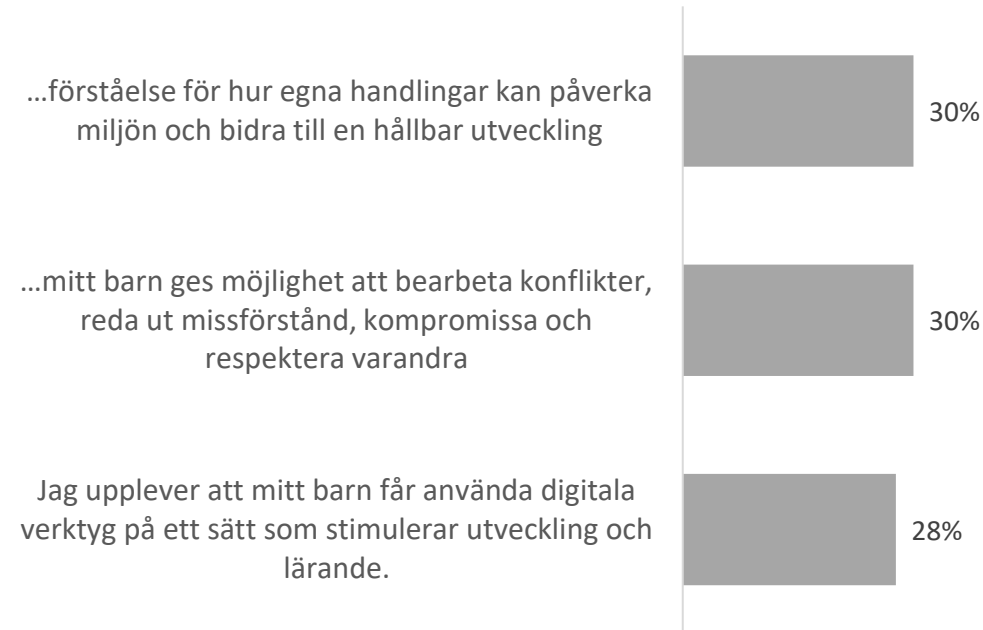 …förståelse för hur egna handlingar kan påverka
miljön och bidra till en hållbar utveckling
30%
…mitt barn ges möjlighet att bearbeta konflikter,
reda ut missförstånd, kompromissa och
respektera varandra
30%
Jag upplever att mitt barn får använda digitala
verktyg på ett sätt som stimulerar utveckling och
lärande.
28%